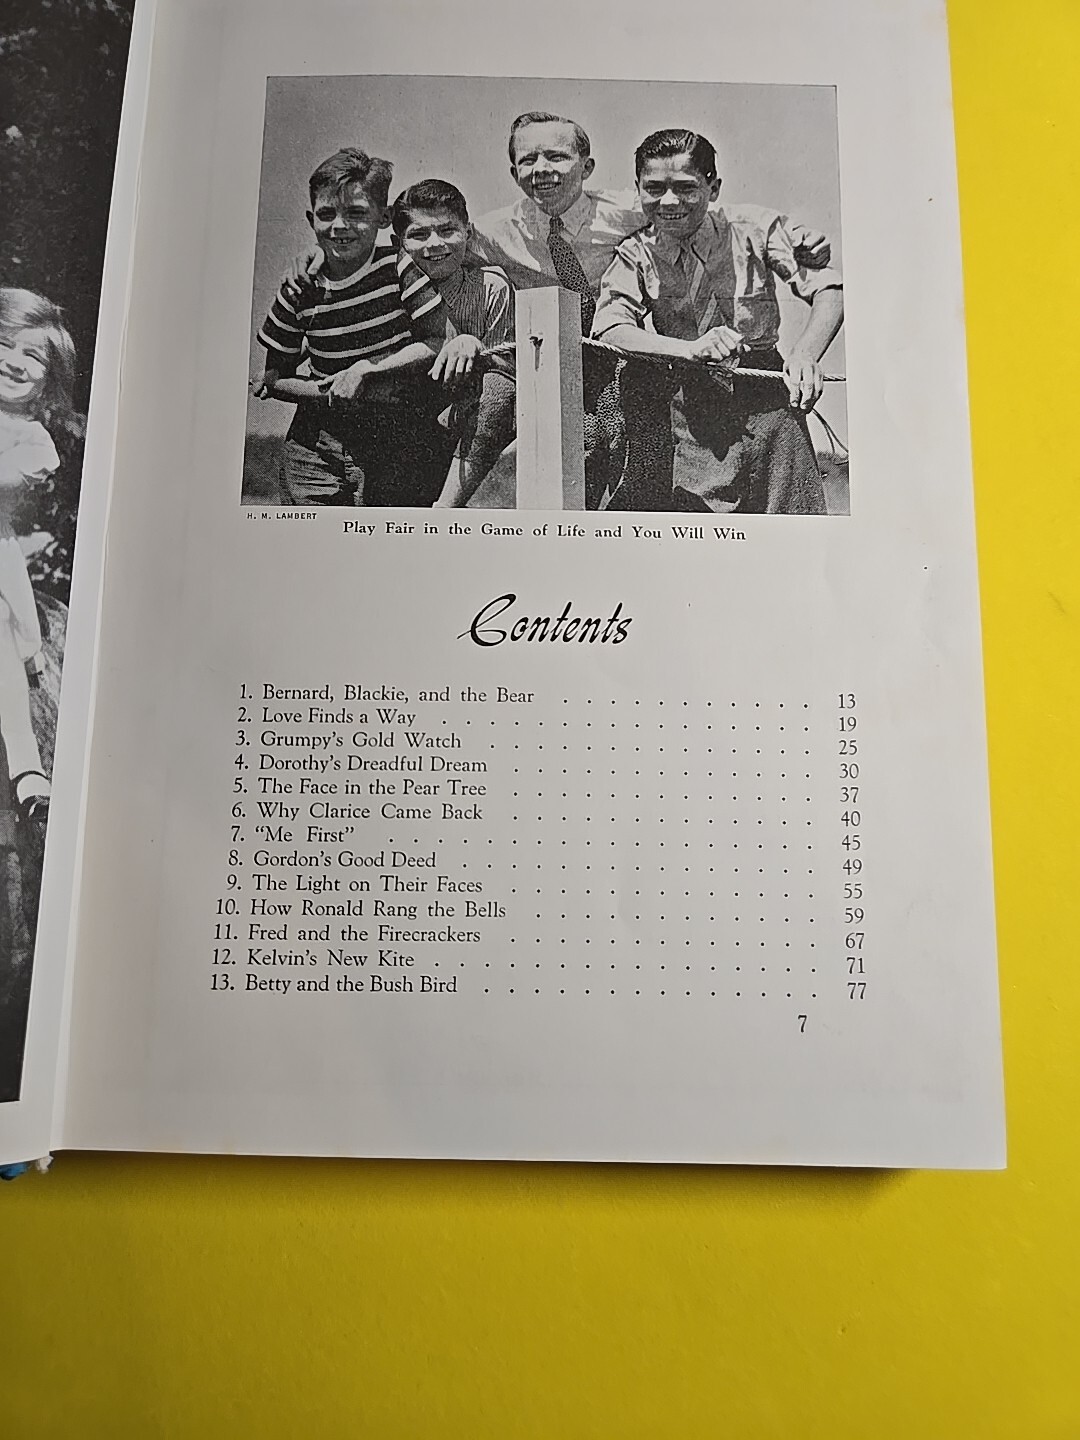 H. M. LAMBERT
Play Fair in the Game of Life and You Will Win
Contents
1. Bernard, Blackie, and the Bear . . . . . . . . . . . 13
2. Love Finds a Way . . . . . . . . . . . . . . . . 19
3. Grumpy's Gold Watch . . . . . . . . . . . . . . 25
4. Dorothy's Dreadful Dream . . . . . . . . . . . . . 30
5. The Face in the Pear Tree . . . . . . . . . . . . . 37
6. Why Clarice Came Back . . . . . . . . . . . . . 40
7. "Me First" . . . . . . . . . . . . . . . . . . 45
8. Gordon's Good Deed . . . . . . . . . . . . . . . 49
9. The Light on Their Faces . . . . . . . . . . . . . 55
10. How Ronald Rang the Bells . . . . . . . . . . . . 59
11. Fred and the Firecrackers . . . . . . . . . . . . . 67
12. Kelvin's New Kite . . . . . . . . . . . . . . . . 71
13. Betty and the Bush Bird . . . . . . . . . . . . . . 77
7